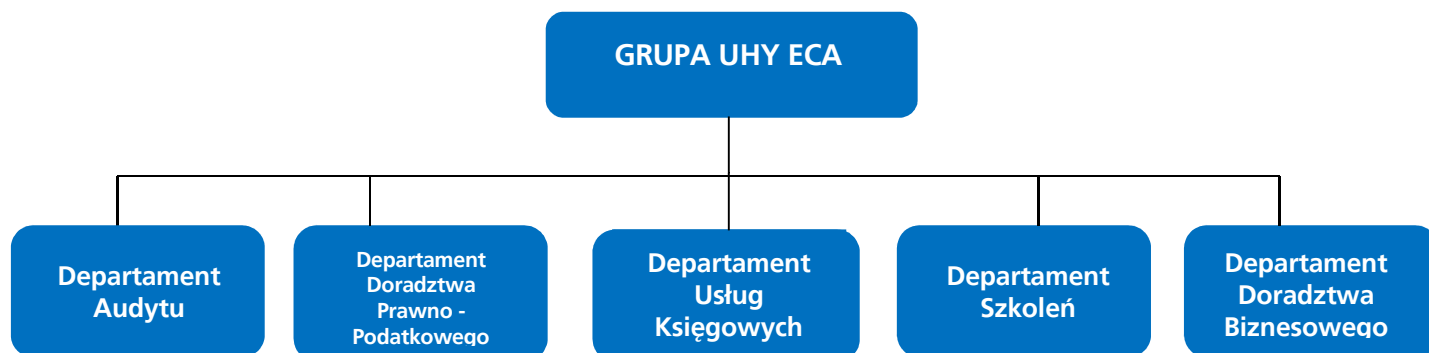 GRUPA UHY ECA
Departament
Audytu
Departament
Doradztwa
Prawno -
Podatkowego
Departament
Usług
Księgowych
Departament
Szkoleń
Departament
Doradztwa
Biznesowego